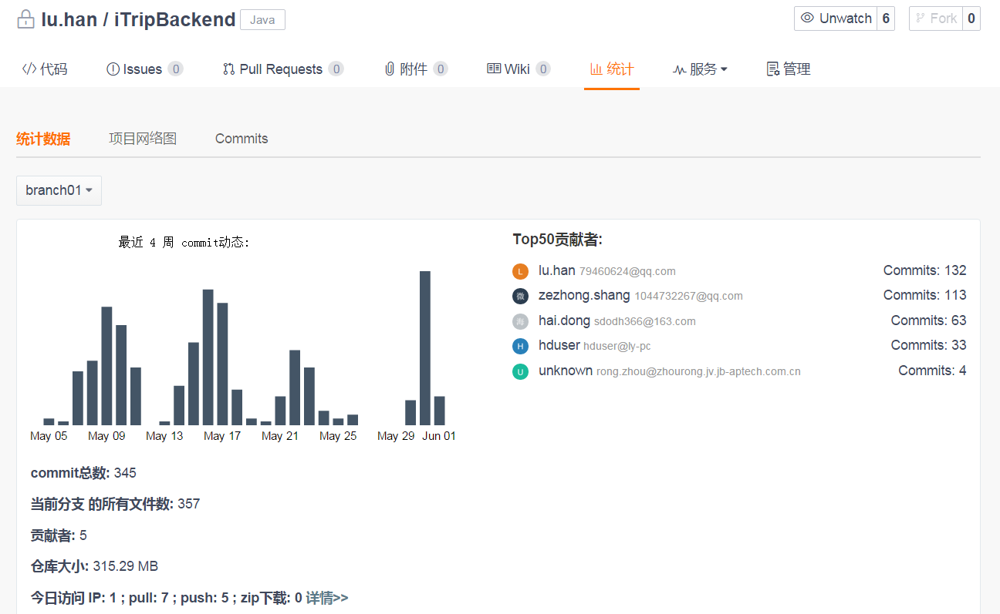 lu.han / iTripBackend Java Unwatch 6 Fork 0
代码 Issues 0 Pull Requests 0 附件 0 Wiki 0 统计 服务 管理
统计数据 项目网络图 Commits
branch01
最近 4 周 commit动态:
May 05 May 09 May 13 May 17 May 21 May 25 May 29 Jun 01
commit总数: 345
当前分支 的所有文件数: 357
贡献者: 5
仓库大小: 315.29 MB
今日访问 IP: 1 ; pull: 7 ; push: 5 ; zip下载: 0 详情>>
Top50贡献者:
L lu.han 79460624@qq.com Commits: 132
微 zezhong.shang 1044732267@qq.com Commits: 113
海 hai.dong sdodh366@163.com Commits: 63
H hduser hduser@ly-pc Commits: 33
U unknown rong.zhou@zhourong.jv.jb-aptech.com.cn Commits: 4